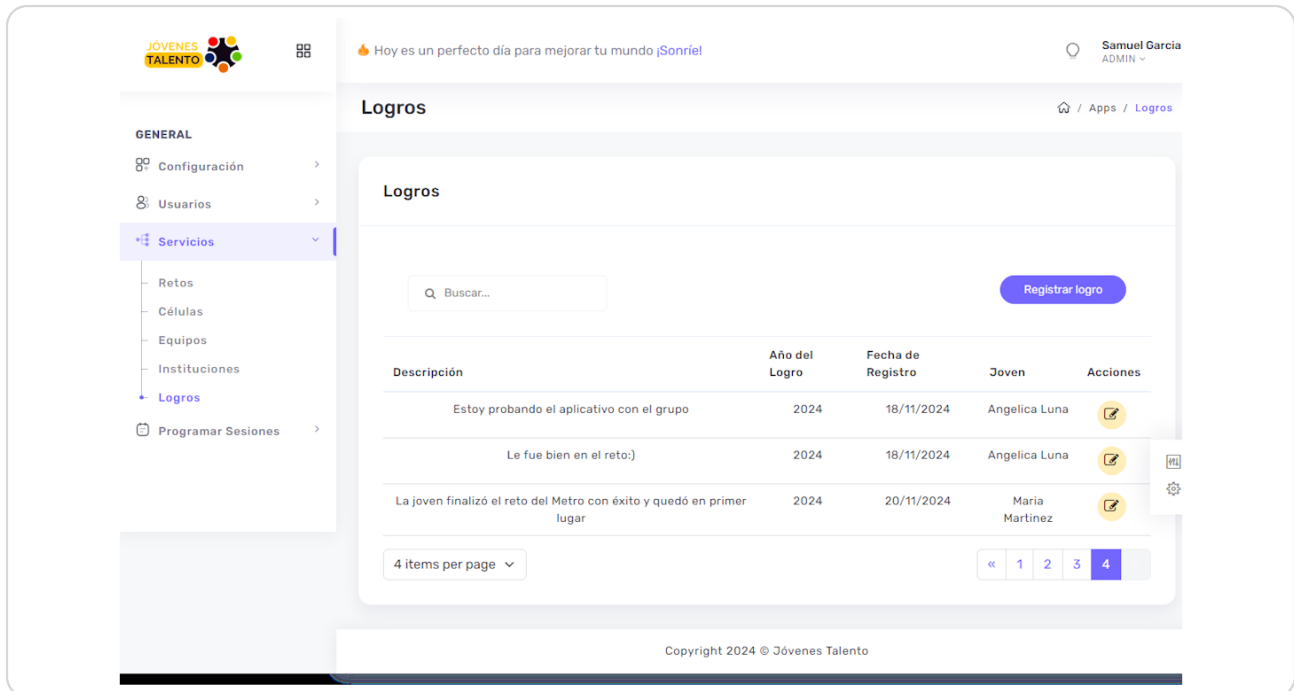 JÓVENES
TALENTO
Hoy es un perfecto día para mejorar tu mundo ¡Sonríe!
Samuel Garcia
ADMIN
Logros
/ Apps / Logros
GENERAL
Configuración
Usuarios
Servicios
Retos
Células
Equipos
Instituciones
Logros
Programar Sesiones
Logros
Buscar...
Registrar logro
Descripción
Año del
Logro
Fecha de
Registro
Joven
Acciones
Estoy probando el aplicativo con el grupo 2024 18/11/2024 Angelica Luna
Le fue bien en el reto:) 2024 18/11/2024 Angelica Luna
La joven finalizó el reto del Metro con éxito y quedó en primer
lugar
2024 20/11/2024
Maria
Martinez
4 items per page
« 1 2 3 4
Copyright 2024 © Jóvenes Talento